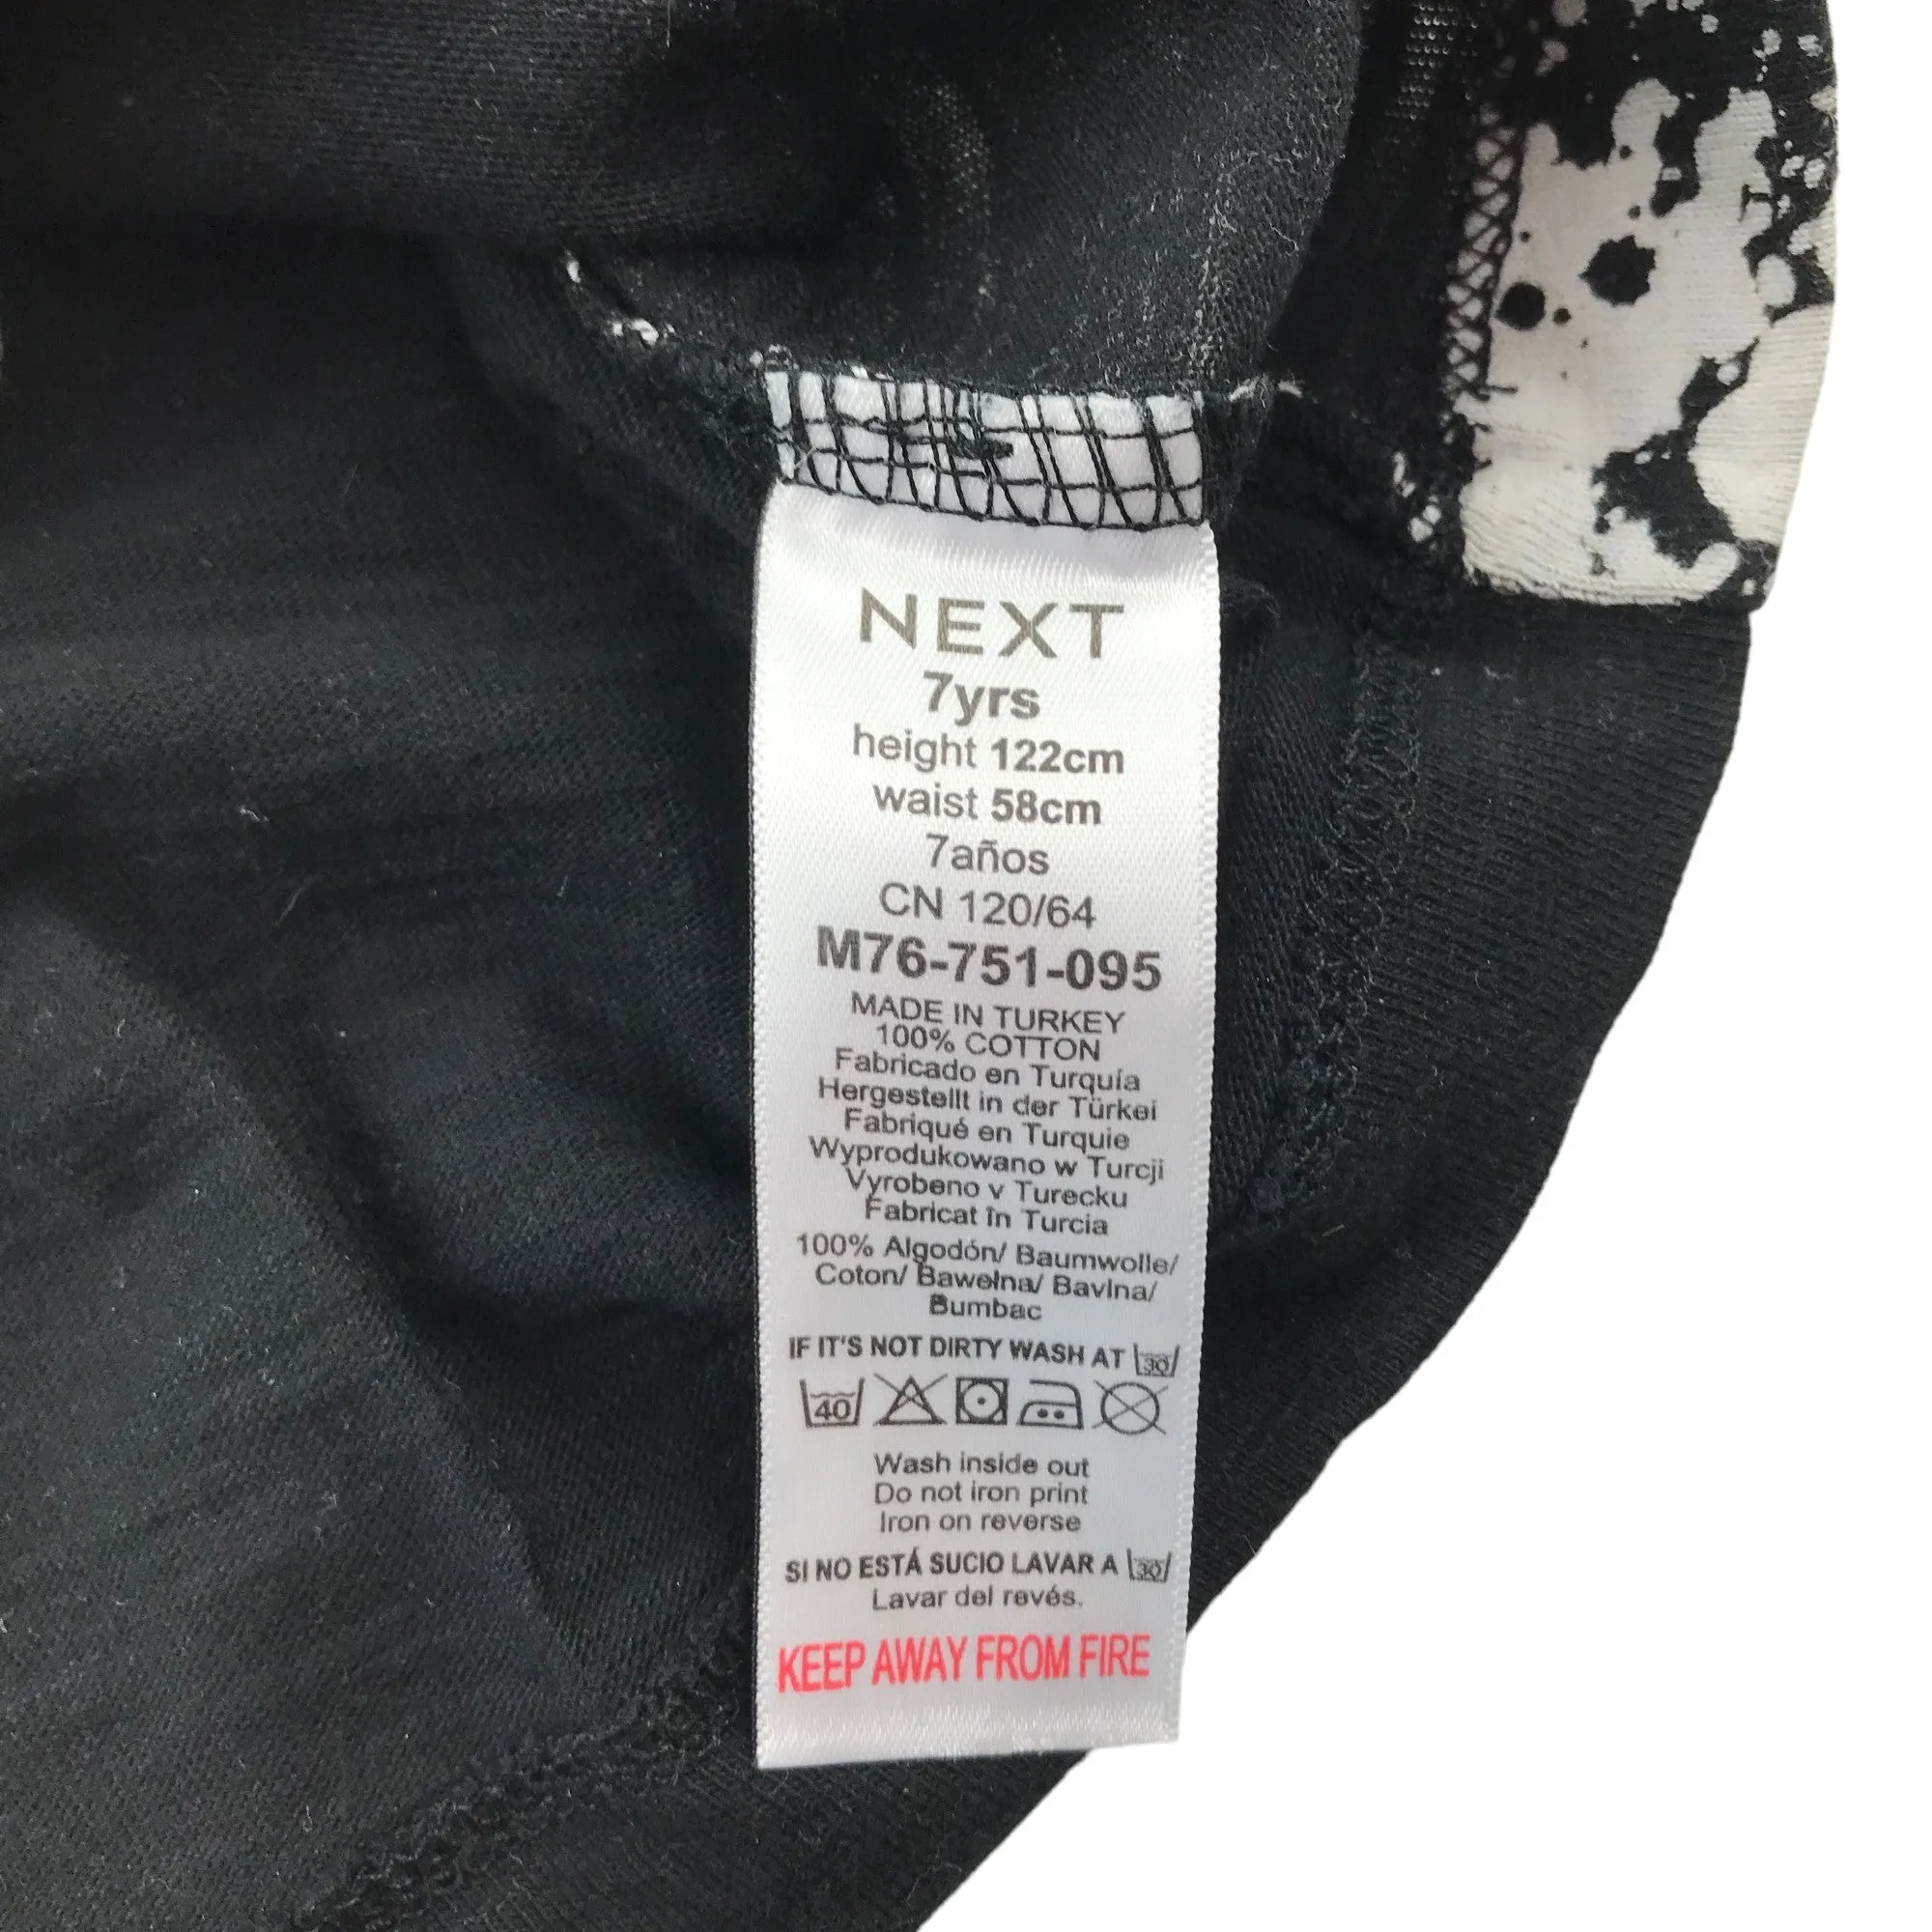 NEXT
7yrs
height 122cm
waist 58cm
7años
CN 120/64
M76-751-095
MADE IN TURKEY
100% COTTON
Fabricado en Turquía
Hergestellt in der Türkei
Fabriqué en Turquie
Wyprodukowano w Turcji
Vyrobeno v Turecku
Fabricat în Turcia
100% Algodón/ Baumwolle/
Coton/ Bawełna/ Bavlna/
Bumbac
IF IT'S NOT DIRTY WASH AT 30
40
Wash inside out
Do not iron print
Iron on reverse
SI NO ESTÁ SUCIO LAVAR A 30
Lavar del revés.
KEEP AWAY FROM FIRE